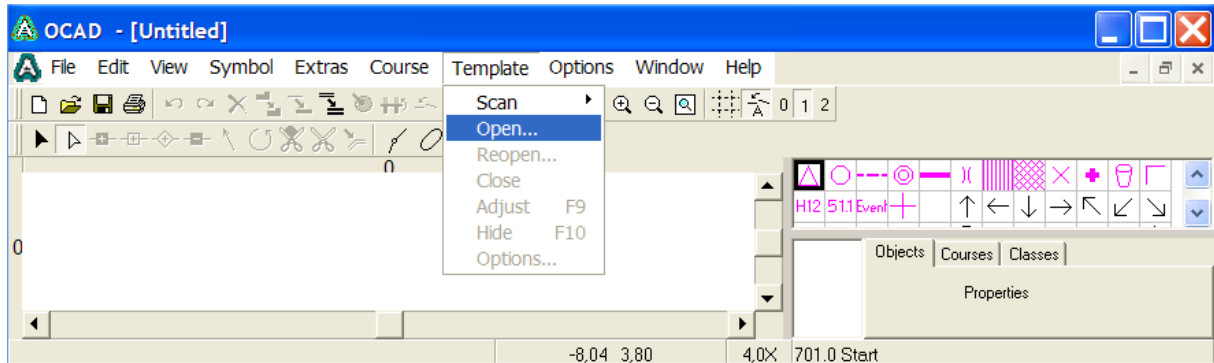 OCAD - [Untitled]
File Edit View Symbol Extras Course Template Options Window Help
0 1 2
Scan
Open...
Reopen...
Close
Adjust F9
Hide F10
Options...
0
0
H12 51.1 Event
Objects Courses Classes
Properties
-8,04 3,80 4,0X 701.0 Start